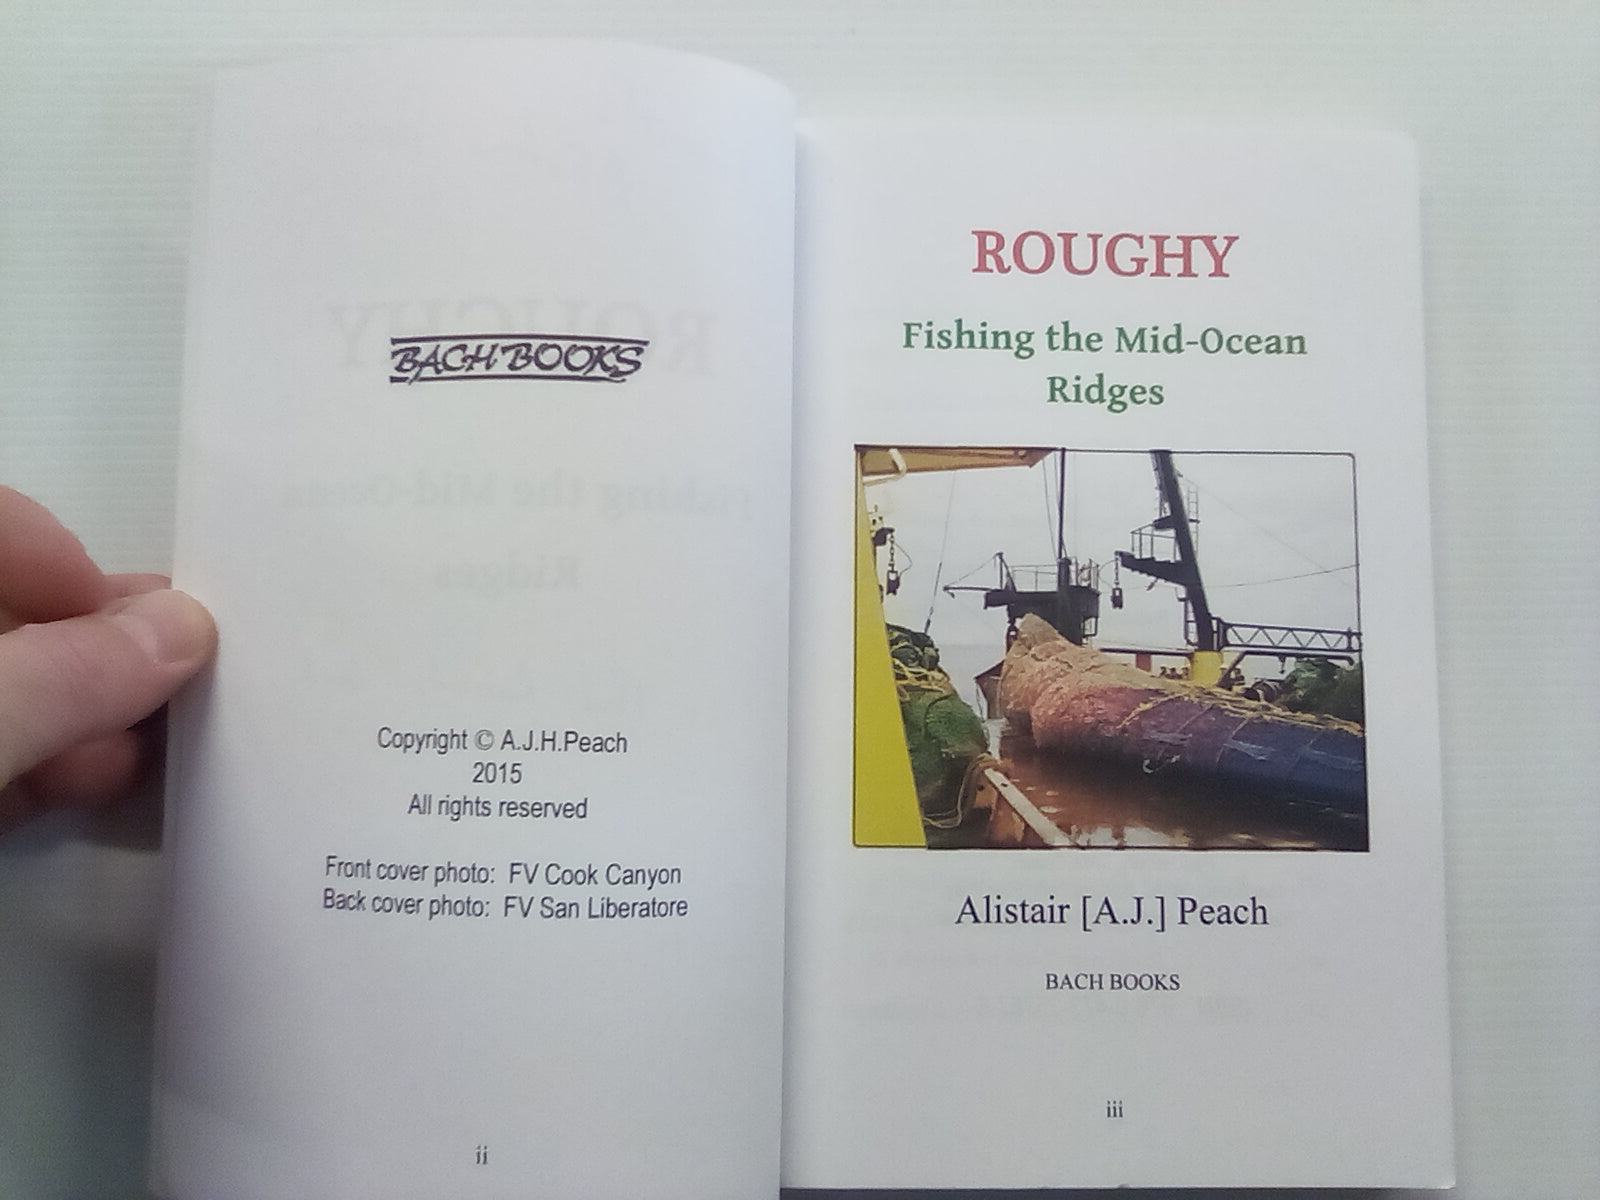 BACH BOOKS
Copyright © A.J.H.Peach
2015
All rights reserved
Front cover photo: FV Cook Canyon
Back cover photo: FV San Liberatore
ii
ROUGHY
Fishing the Mid-Ocean
Ridges
Alistair [A.J.] Peach
BACH BOOKS
iii